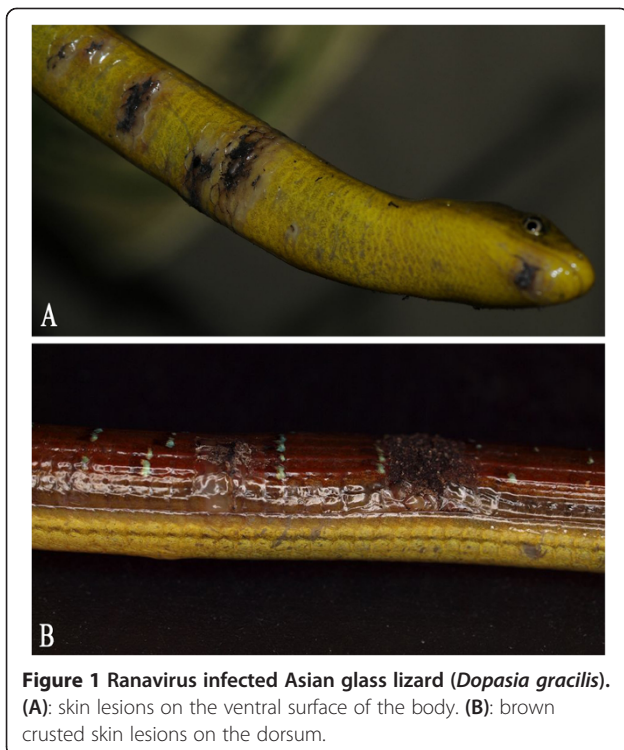 A
B
Figure 1 Ranavirus infected Asian glass lizard (Dopasia gracilis).
(A): skin lesions on the ventral surface of the body. (B): brown
crusted skin lesions on the dorsum.